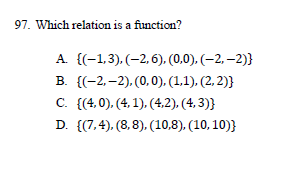 97. Which relation is a function?
A. {(−1,3), (−2,6), (0,0), (−2,−2)}
B. {(−2,−2), (0,0), (1,1), (2,2)}
C. {(4,0), (4,1), (4,2), (4,3)}
D. {(7,4), (8,8), (10,8), (10,10)}